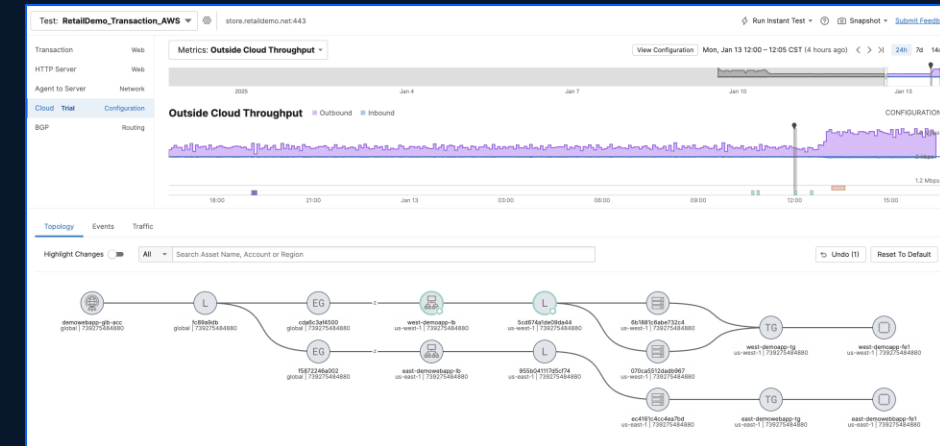 Test: RetailDemo_Transaction_AWS
store.retaildemo.net:443
Run Instant Test
Snapshot
Submit Feedb
Transaction Web
HTTP Server Web
Agent to Server Network
Cloud Trial Configuration
BGP Routing
Metrics: Outside Cloud Throughput
View Configuration
Mon, Jan 13 12:00 – 12:05 CST (4 hours ago)
24h 7d 14
2025 Jan 4 Jan 7 Jan 10 Jan 13
Outside Cloud Throughput
Outbound Inbound
CONFIGURATION
1.2 Mbps
18:00 21:00 Jan 13 03:00 06:00 09:00 12:00 15:00
Topology Events Traffic
Highlight Changes
All
Search Asset Name, Account or Region
Undo (1)
Reset To Default
L EG L
demowebapp-glb-acc
global | 739275484880
fc89a9db
global | 739275484880
cda6c3af4500
global | 739275484880
west-demoapp-lb
us-west-1 | 739275484880
5cd674a1de09da44
us-west-1 | 739275484880
6b1881c6abe732c4
us-west-1 | 739275484880
TG
west-demoapp-tg
us-west-1 | 739275484880
west-demoapp-fe1
us-west-1 | 739275484880
EG L
f5872246a002
global | 739275484880
east-demowebapp-lb
us-east-1 | 739275484880
955b041117d5cf74
us-east-1 | 739275484880
070ca5512dadb967
us-west-1 | 739275484880
TG
ec4181c4cc4ea7bd
us-east-1 | 739275484880
east-demowebapp-tg
us-east-1 | 739275484880
east-demowebbapp-fe1
us-east-1 | 739275484880